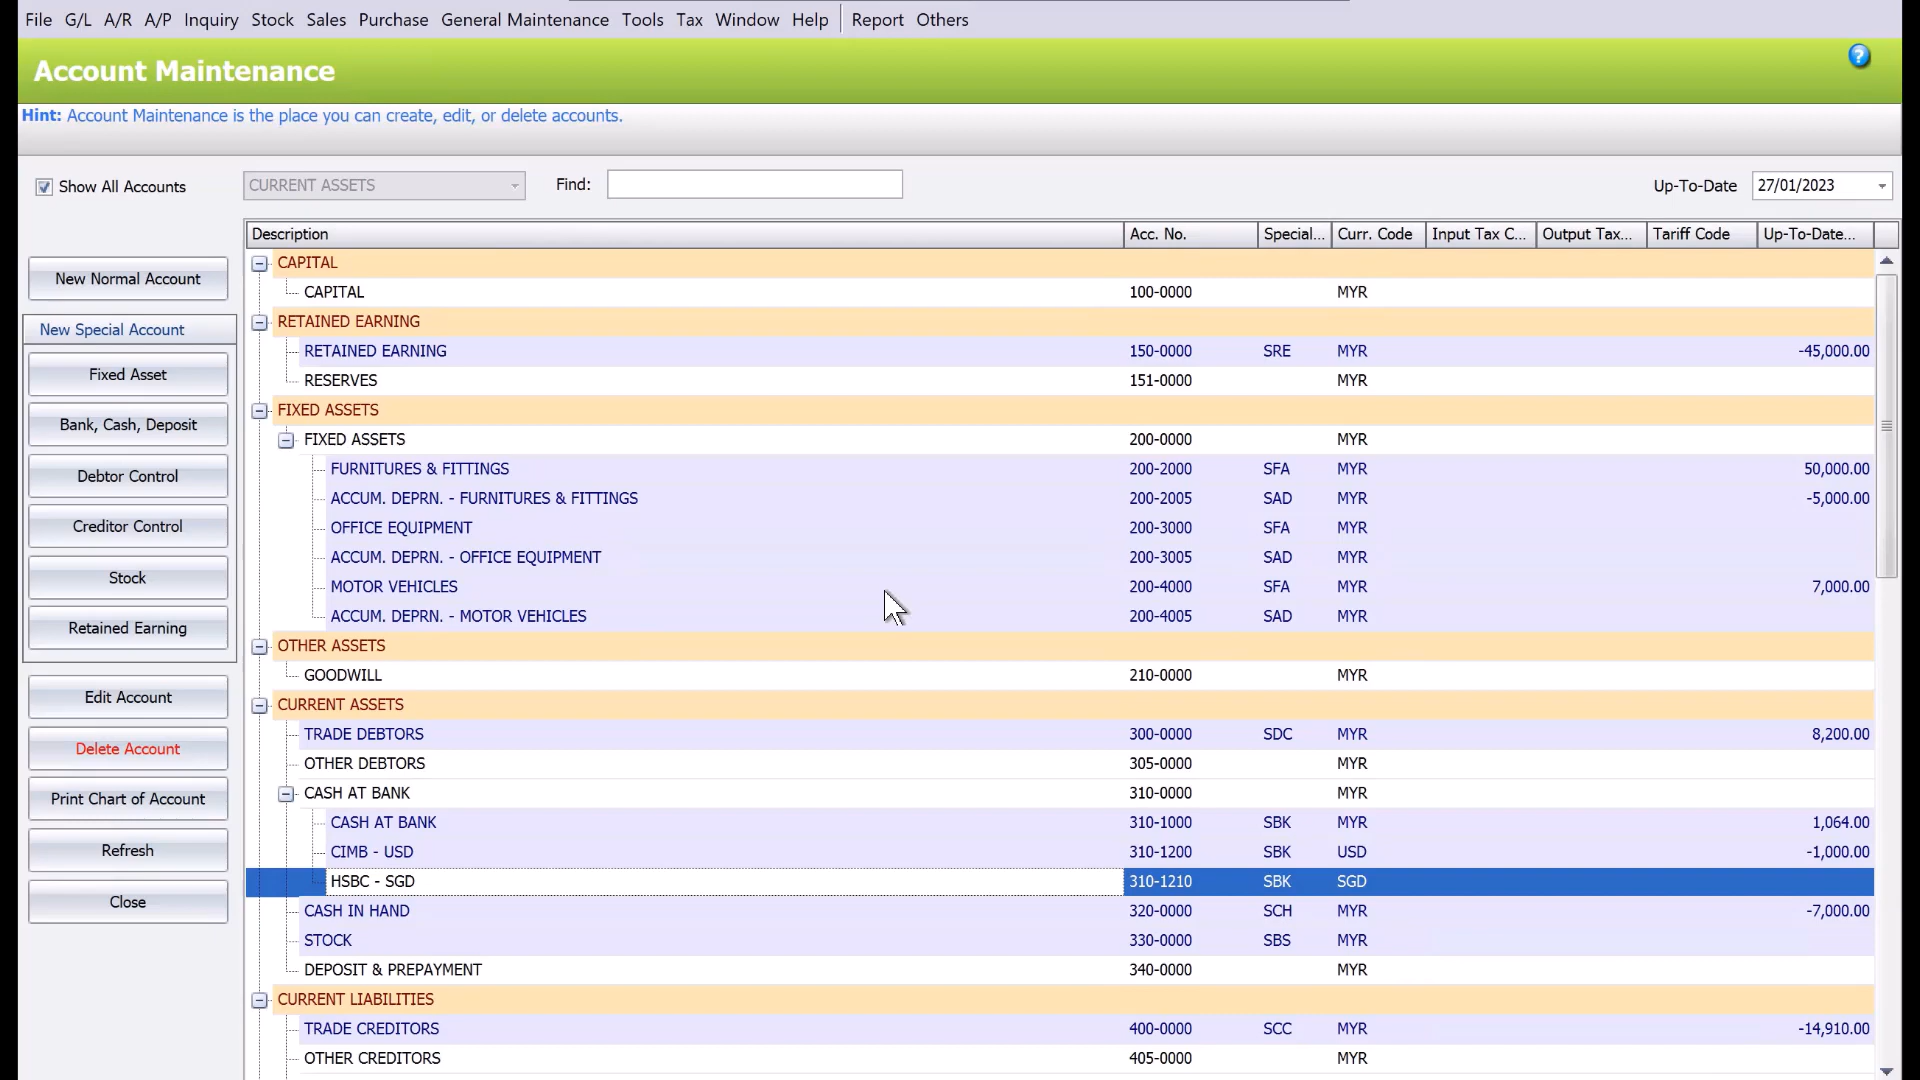 File G/L A/R A/P Inquiry Stock Sales Purchase General Maintenance Tools Tax Window Help Report Others
Account Maintenance
?
Hint: Account Maintenance is the place you can create, edit, or delete accounts.
Show All Accounts CURRENT ASSETS Find: Up-To-Date 27/01/2023
Description Acc. No. Special... Curr. Code Input Tax C... Output Tax... Tariff Code Up-To-Date...
New Normal Account
New Special Account
Fixed Asset
Bank, Cash, Deposit
Debtor Control
Creditor Control
Stock
Retained Earning
Edit Account
Delete Account
Print Chart of Account
Refresh
Close
CAPITAL
CAPITAL 100-0000 MYR
RETAINED EARNING
RETAINED EARNING 150-0000 SRE MYR -45,000.00
RESERVES 151-0000 MYR
FIXED ASSETS
FIXED ASSETS 200-0000 MYR
FURNITURES & FITTINGS 200-2000 SFA MYR 50,000.00
ACCUM. DEPRN. - FURNITURES & FITTINGS 200-2005 SAD MYR -5,000.00
OFFICE EQUIPMENT 200-3000 SFA MYR
ACCUM. DEPRN. - OFFICE EQUIPMENT 200-3005 SAD MYR
MOTOR VEHICLES 200-4000 SFA MYR 7,000.00
ACCUM. DEPRN. - MOTOR VEHICLES 200-4005 SAD MYR
OTHER ASSETS
GOODWILL 210-0000 MYR
CURRENT ASSETS
TRADE DEBTORS 300-0000 SDC MYR 8,200.00
OTHER DEBTORS 305-0000 MYR
CASH AT BANK 310-0000 MYR
CASH AT BANK 310-1000 SBK MYR 1,064.00
CIMB - USD 310-1200 SBK USD -1,000.00
HSBC - SGD 310-1210 SBK SGD
CASH IN HAND 320-0000 SCH MYR -7,000.00
STOCK 330-0000 SBS MYR
DEPOSIT & PREPAYMENT 340-0000 MYR
CURRENT LIABILITIES
TRADE CREDITORS 400-0000 SCC MYR -14,910.00
OTHER CREDITORS 405-0000 MYR